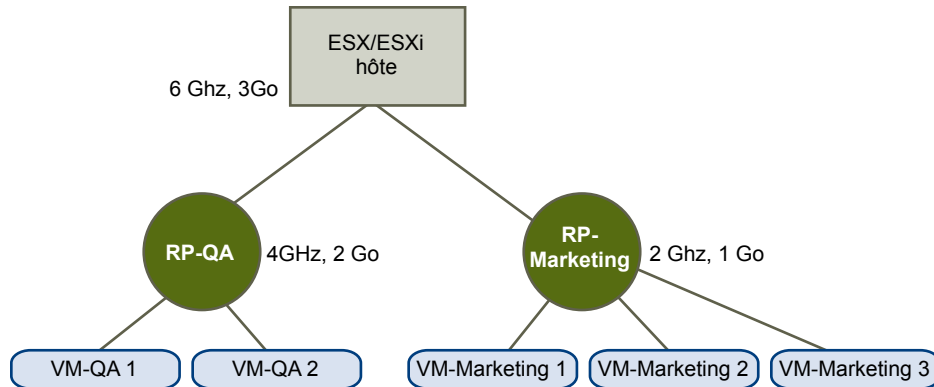 ESX/ESXi
hôte
6 Ghz, 3Go
RP-QA
4GHz, 2 Go
RP-
Marketing
2 Ghz, 1 Go
VM-QA 1
VM-QA 2
VM-Marketing 1
VM-Marketing 2
VM-Marketing 3